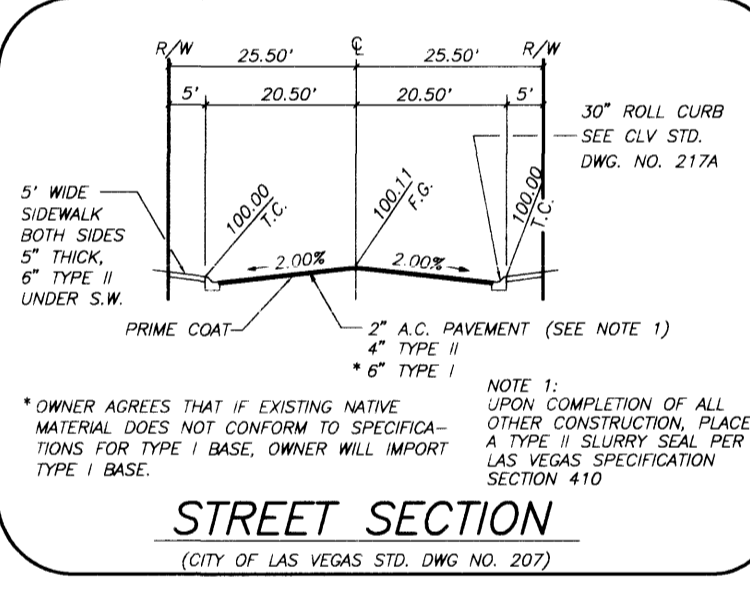 R/W ℄ R/W
25.50' 25.50'
5' 20.50' 20.50' 5'
30" ROLL CURB
SEE CLV STD.
DWG. NO. 217A
100.00
T.C.
100.11
F.G.
100.00
T.C.
5' WIDE
SIDEWALK
BOTH SIDES
5" THICK,
6" TYPE II
UNDER S.W.
2.00% 2.00%
PRIME COAT
2" A.C. PAVEMENT (SEE NOTE 1)
4" TYPE II
* 6" TYPE I
* OWNER AGREES THAT IF EXISTING NATIVE
MATERIAL DOES NOT CONFORM TO SPECIFICA-
TIONS FOR TYPE I BASE, OWNER WILL IMPORT
TYPE I BASE.
NOTE 1:
UPON COMPLETION OF ALL
OTHER CONSTRUCTION, PLACE
A TYPE II SLURRY SEAL PER
LAS VEGAS SPECIFICATION
SECTION 410
STREET SECTION
(CITY OF LAS VEGAS STD. DWG NO. 207)